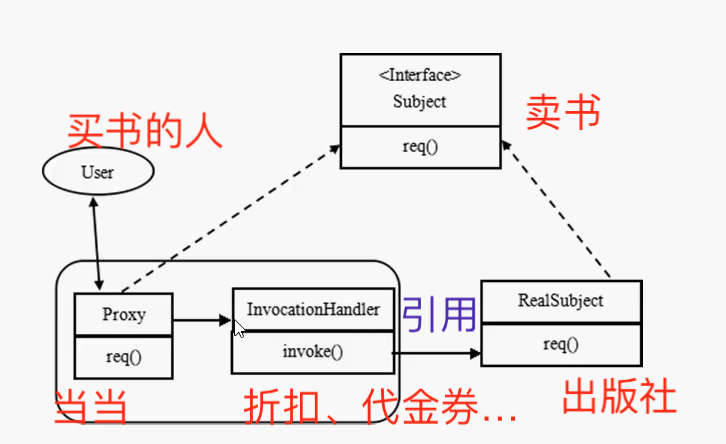 <Interface>
Subject
卖书
买书的人
req()
User
Proxy
InvocationHandler
引用
RealSubject
req()
invoke()
req()
当当
折扣、代金券...
出版社